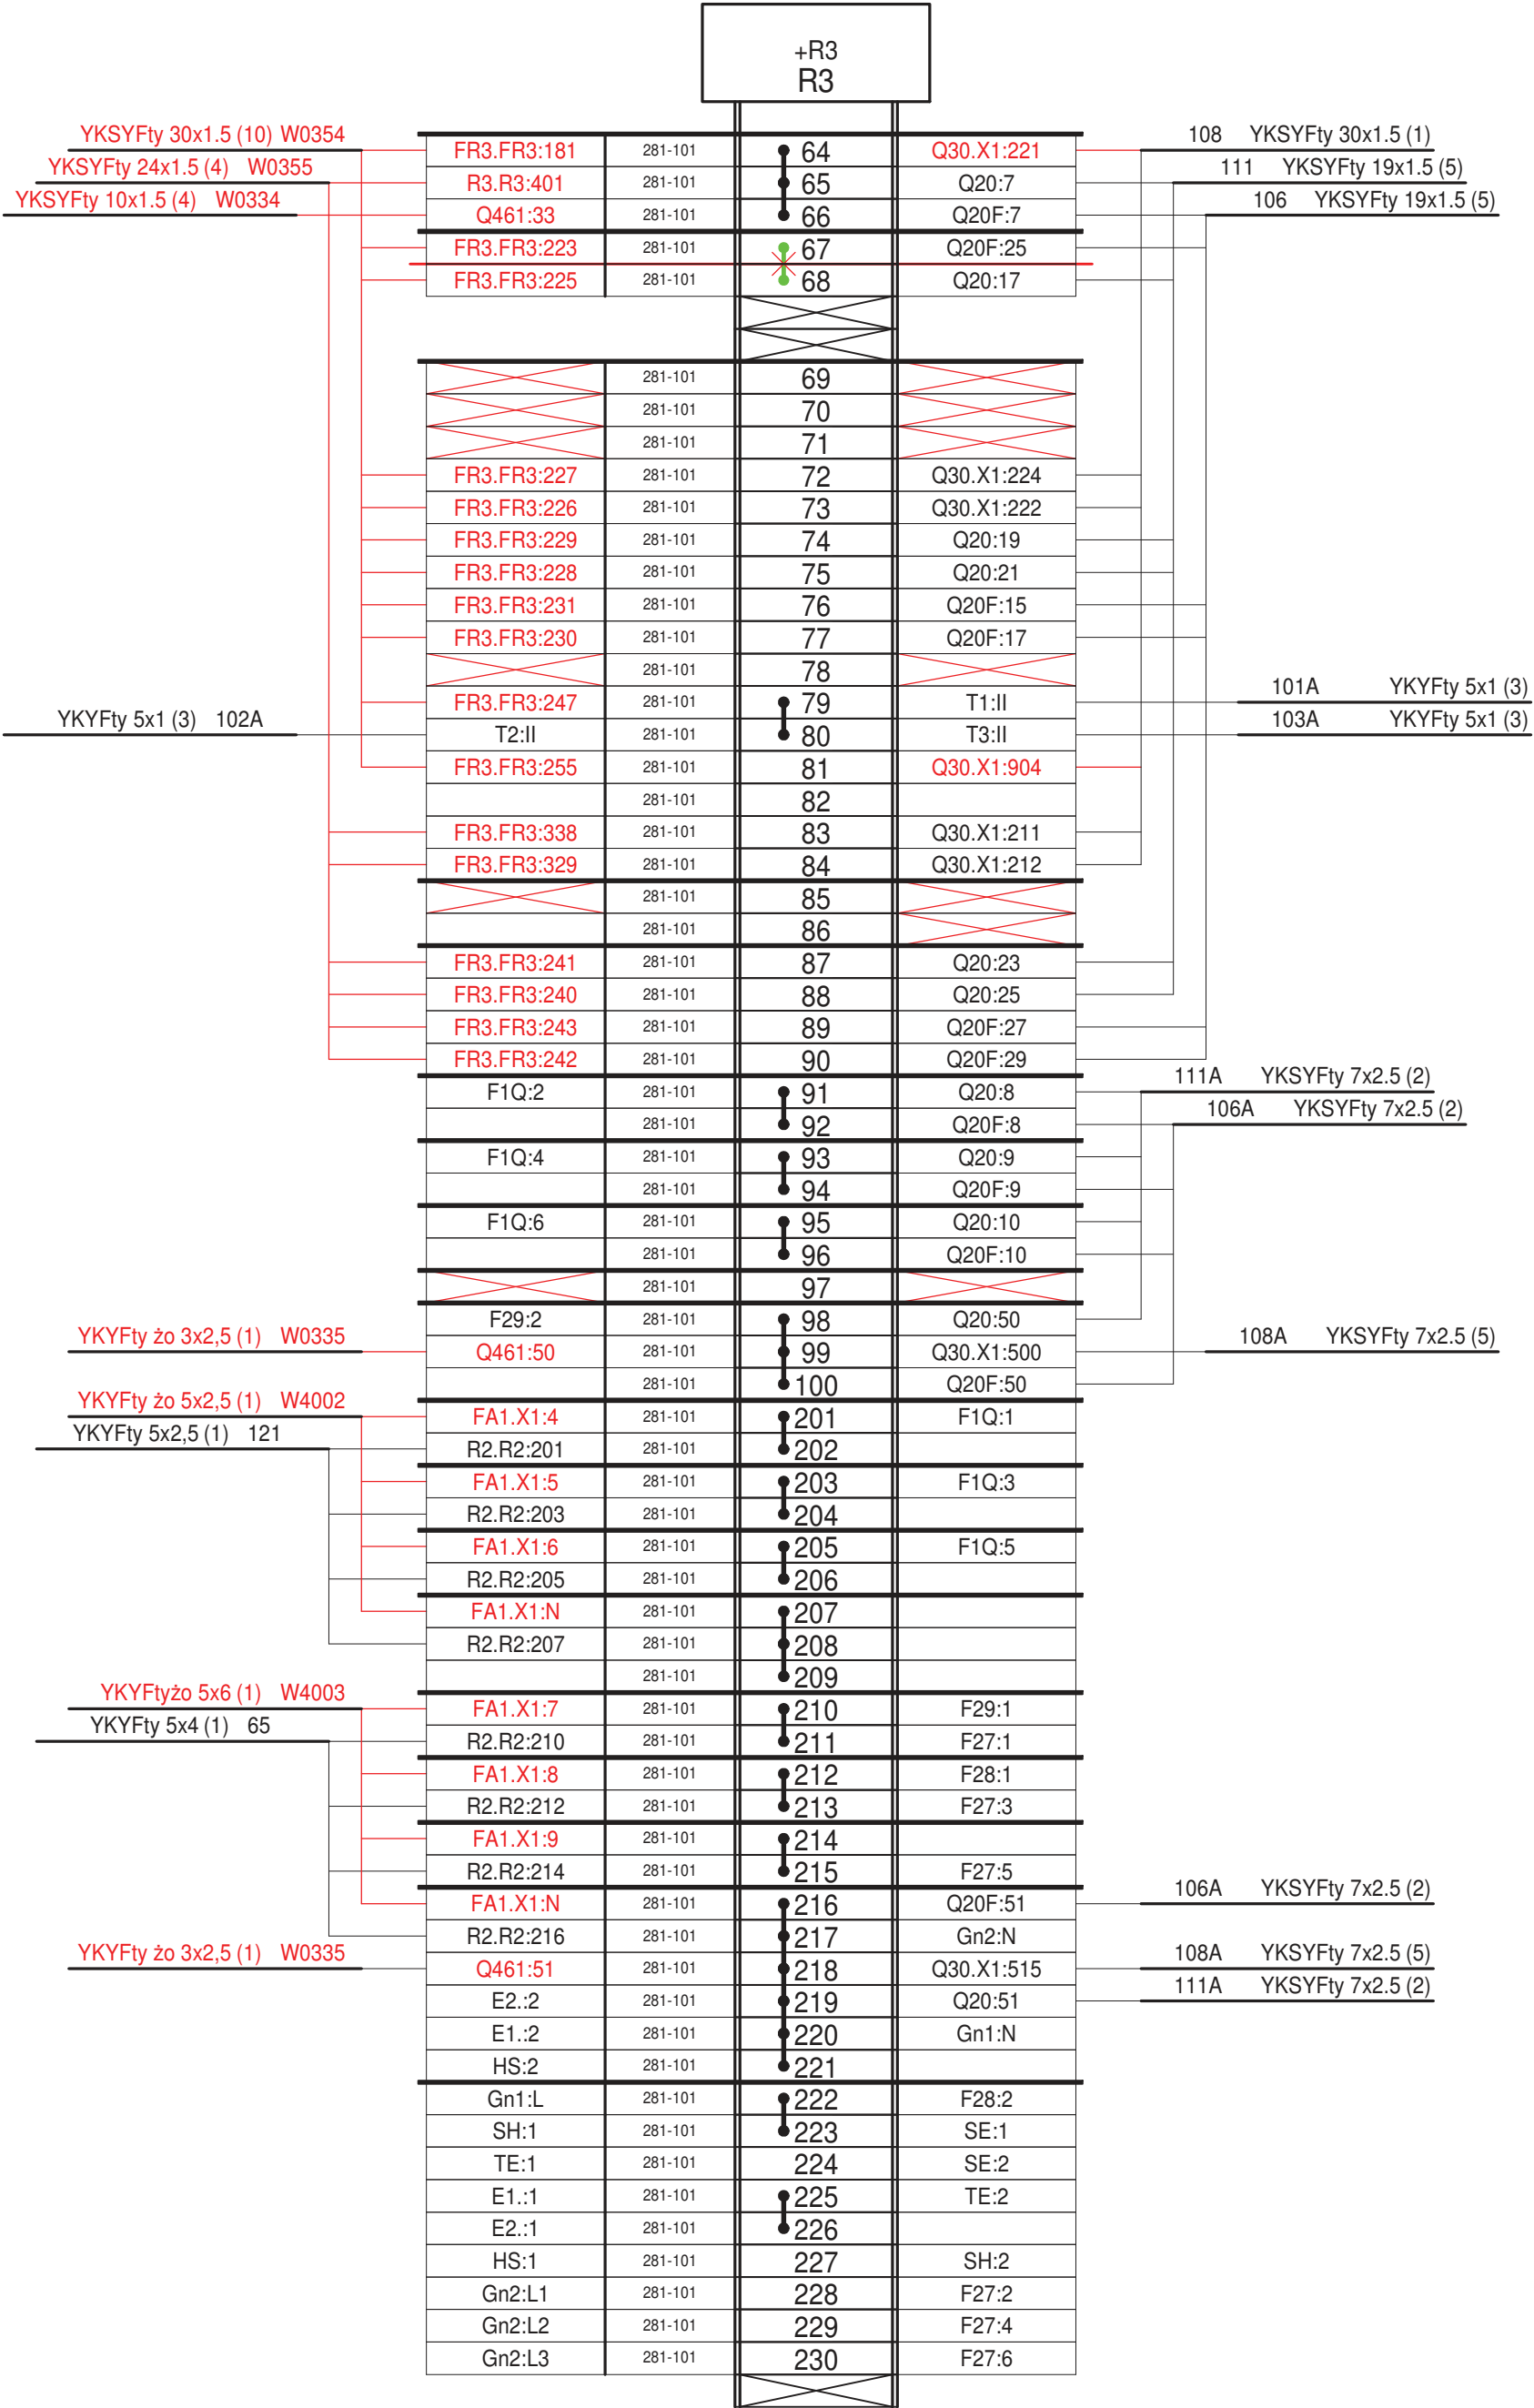 +R3
R3
YKSYFty 30x1.5 (10) W0354
FR3.FR3:181 281-101 64 Q30.X1:221
108 YKSYFty 30x1.5 (1)
YKSYFty 24x1.5 (4) W0355
R3.R3:401 281-101 65 Q20:7
111 YKSYFty 19x1.5 (5)
YKSYFty 10x1.5 (4) W0334
Q461:33 281-101 66 Q20F:7
106 YKSYFty 19x1.5 (5)
FR3.FR3:223 281-101 67 Q20F:25
FR3.FR3:225 281-101 68 Q20:17
281-101 69
281-101 70
281-101 71
FR3.FR3:227 281-101 72 Q30.X1:224
FR3.FR3:226 281-101 73 Q30.X1:222
FR3.FR3:229 281-101 74 Q20:19
FR3.FR3:228 281-101 75 Q20:21
FR3.FR3:231 281-101 76 Q20F:15
FR3.FR3:230 281-101 77 Q20F:17
281-101 78
FR3.FR3:247 281-101 79 T1:II
101A YKYFty 5x1 (3)
YKYFty 5x1 (3) 102A
T2:II 281-101 80 T3:II
103A YKYFty 5x1 (3)
FR3.FR3:255 281-101 81 Q30.X1:904
281-101 82
FR3.FR3:338 281-101 83 Q30.X1:211
FR3.FR3:329 281-101 84 Q30.X1:212
281-101 85
281-101 86
FR3.FR3:241 281-101 87 Q20:23
FR3.FR3:240 281-101 88 Q20:25
FR3.FR3:243 281-101 89 Q20F:27
FR3.FR3:242 281-101 90 Q20F:29
F1Q:2 281-101 91 Q20:8
111A YKSYFty 7x2.5 (2)
281-101 92 Q20F:8
106A YKSYFty 7x2.5 (2)
F1Q:4 281-101 93 Q20:9
281-101 94 Q20F:9
F1Q:6 281-101 95 Q20:10
281-101 96 Q20F:10
281-101 97
F29:2 281-101 98 Q20:50
YKYFty żo 3x2,5 (1) W0335
Q461:50 281-101 99 Q30.X1:500
108A YKSYFty 7x2.5 (5)
281-101 100 Q20F:50
YKYFty żo 5x2,5 (1) W4002
FA1.X1:4 281-101 201 F1Q:1
YKYFty 5x2,5 (1) 121
R2.R2:201 281-101 202
FA1.X1:5 281-101 203 F1Q:3
R2.R2:203 281-101 204
FA1.X1:6 281-101 205 F1Q:5
R2.R2:205 281-101 206
FA1.X1:N 281-101 207
R2.R2:207 281-101 208
281-101 209
YKYFtyżo 5x6 (1) W4003
FA1.X1:7 281-101 210 F29:1
YKYFty 5x4 (1) 65
R2.R2:210 281-101 211 F27:1
FA1.X1:8 281-101 212 F28:1
R2.R2:212 281-101 213 F27:3
FA1.X1:9 281-101 214
R2.R2:214 281-101 215 F27:5
FA1.X1:N 281-101 216 Q20F:51
106A YKSYFty 7x2.5 (2)
R2.R2:216 281-101 217 Gn2:N
YKYFty żo 3x2,5 (1) W0335
Q461:51 281-101 218 Q30.X1:515
108A YKSYFty 7x2.5 (5)
E2.:2 281-101 219 Q20:51
111A YKSYFty 7x2.5 (2)
E1.:2 281-101 220 Gn1:N
HS:2 281-101 221
Gn1:L 281-101 222 F28:2
SH:1 281-101 223 SE:1
TE:1 281-101 224 SE:2
E1.:1 281-101 225 TE:2
E2.:1 281-101 226
HS:1 281-101 227 SH:2
Gn2:L1 281-101 228 F27:2
Gn2:L2 281-101 229 F27:4
Gn2:L3 281-101 230 F27:6